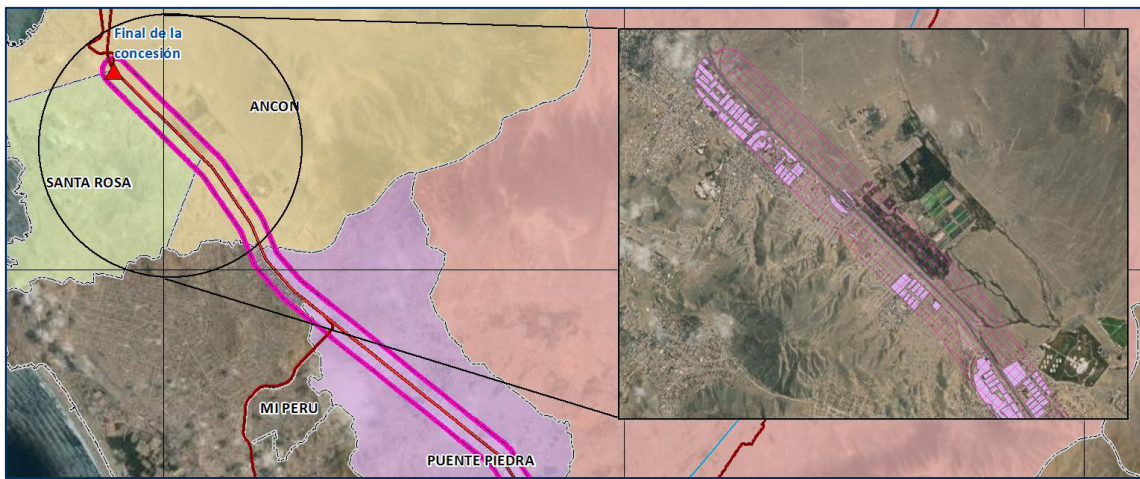 Final de la
concesión
ANCON
SANTA ROSA
MI PERU
PUENTE PIEDRA